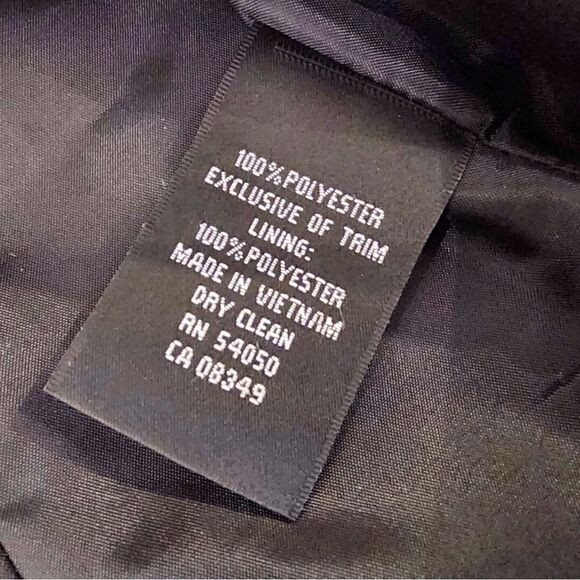 100% POLYESTER
EXCLUSIVE OF TRIM
LINING:
100% POLYESTER
MADE IN VIETNAM
DRY CLEAN
RN 54050
CA 08349